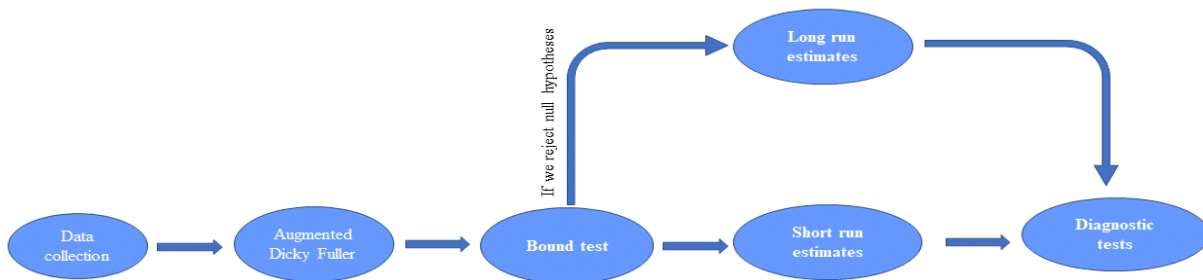 Long run
estimates
If we reject null hypotheses
Data
collection
Augmented
Dicky Fuller
Bound test
Short run
estimates
Diagnostic
tests